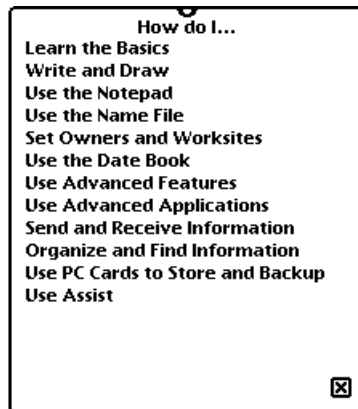 How do I...
Learn the Basics
Write and Draw
Use the Notepad
Use the Name File
Set Owners and Worksites
Use the Date Book
Use Advanced Features
Use Advanced Applications
Send and Receive Information
Organize and Find Information
Use PC Cards to Store and Backup
Use Assist